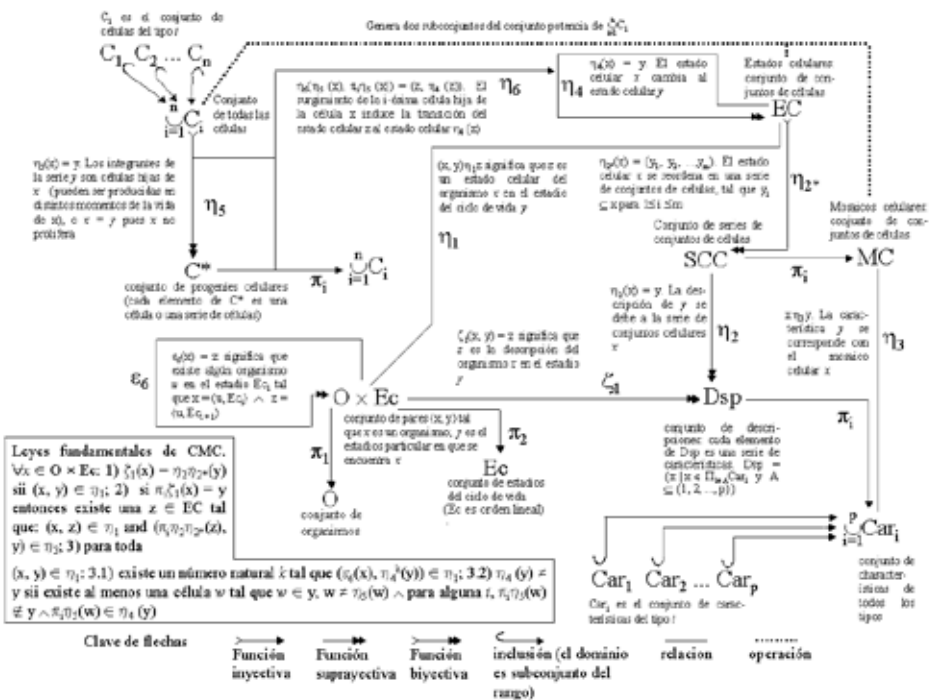 Cᵢ es el conjunto de
células del tipo i
C₁ C₂ ... Cₙ
Genera dos subconjuntos del conjunto potencia de
Conjunto
de todas las
células
η₅(x) = y. Los integrantes de
la serie y son células hijas de
x (pueden ser producidas en
distintos momentos de la vida
de x), o x = y pues x no
prolifera
η₅
C*
πᵢ
conjunto de progenies celulares
(cada elemento de C* es una
célula o una serie de células)
El
surgimiento de la i-ésima célula hija de
la célula x induce la transición del
estado celular z al estado celular η₄ (z)
η₆
η₄(x) = y. El estado
celular x cambia al
estado celular y
η₄
Estados celulares
conjunto de con-
juntos de células
EC
(x, y)η₁z significa que z es
un estado celular del
organismo x en el estadio
del ciclo de vida y
η₁
η₂*(x) = (y₁, y₂, ...yₘ). El estado
celular x se reordena en una serie
de conjuntos de celular, tal que yᵢ
⊆ x para 1≤i ≤m
η₂*
Mosaicos celulares
conjunto de con-
juntos de células
MC
Conjunto de series de
conjuntos de células
SCC
πᵢ
η₂(x) = y. La des-
cripción de y se
debe a la serie de
conjuntos celulares
x
η₂
xη₃y. La carac-
terística y se
corresponde con
el mosaico
celular x
η₃
ε₆(x) = z significa que
existe algún organismo
u en el estadio Ecᵢ tal
que x = (u, Ecᵢ) ∧ z =
(u, Ecᵢ₊₁)
ε₆
O × Ec
conjunto de pares (x, y) tal
que x es un organismo, y es el
estadios particular en que se
encuentra x
ζ₁(x, y) = z significa que
z es la descripción del
organismo x en el estadio
y
ζ₁
Dsp
conjunto de descrip-
ciones: cada elemento
de Dsp es una serie de
características.
πᵢ
π₁
O
conjunto de
organismos
π₂
Ec
conjunto de estadios
del ciclo de vida
(Ec es orden lineal)
Carᵢ
conjunto de
character-
ísticas de
todos los
tipos
Car₁ Car₂ ... Carₚ
Carᵢ es el conjunto de carac-
terísticas del tipo i
Leyes fundamentales de CMC.
∀x ∈ O × Ec: 1) ζ₁(x) = η₂η₂*(y)
sii (x, y) ∈ η₁; 2) si πᵢζ₁(x) = y
entonces existe una z ∈ EC tal
que: (x, z) ∈ η₁ and (πᵢη₂η₂*(z),
y) ∈ η₃; 3) para toda
(x, y) ∈ η₁: 3.1) existe un número natural k tal que (ε₆(x), η₄ᵏ(y)) ∈ η₁; 3.2) η₄ (y) ≠
y sii existe al menos una célula w tal que w ∈ y, w ≠ η₅(w) ∧ para alguna i, πᵢη₅(w)
∉ y ∧ πᵢη₅(w) ∈ η₄ (y)
Clave de flechas
Función
inyectiva
Función
suprayectiva
Función
biyectiva
inclusión (el dominio
es subconjunto del
rango)
relacion
operación